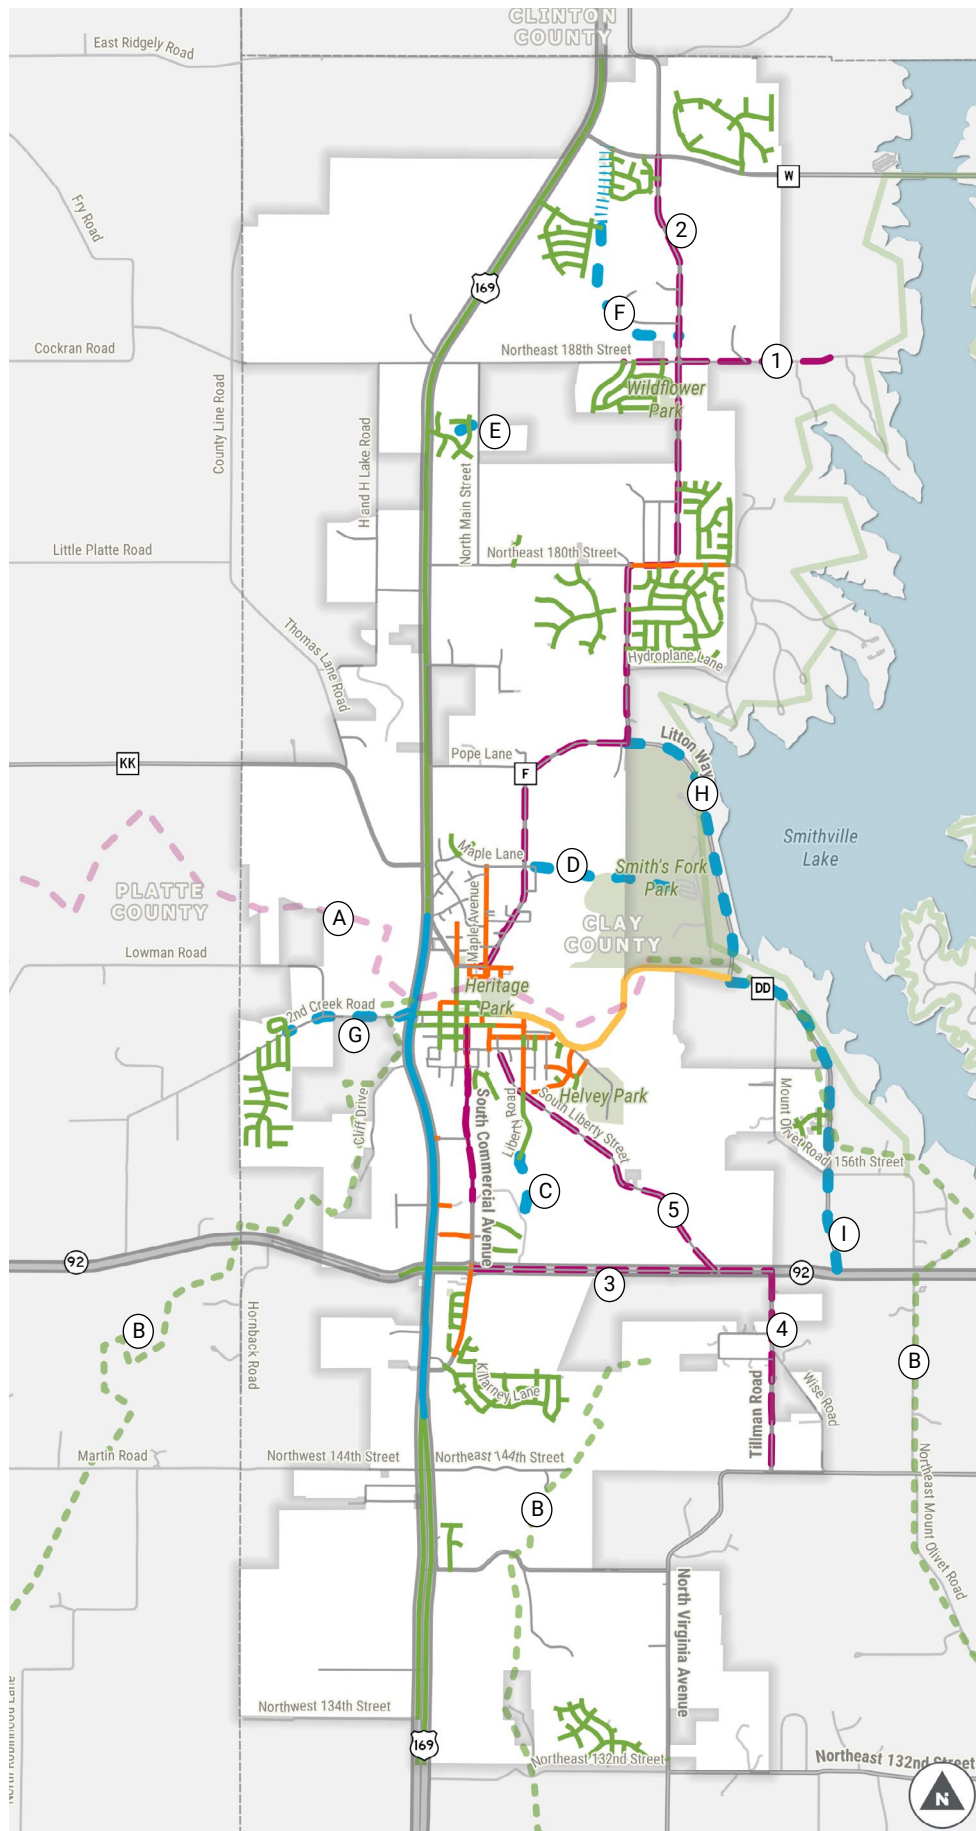 CLINTON
COUNTY
East Ridgely Road
W
Fry Road
2
169
F
Cockran Road
Northeast 188th Street
1
Wildflower
Park
County Line Road
H and H Lake Road
E
North Main Street
Little Platte Road
Northeast 180th Street
Thomas Lane Road
Hydroplane Lane
Litton Way
Pope Lane
KK
F
H
Smithville
Lake
Maple Lane
D
Smith's Fork
Park
PLATTE
COUNTY
Maple Avenue
A
CLAY
COUNTY
Lowman Road
Heritage
Park
DD
2nd Creek Road
G
Cliff Drive
South Commercial Avenue
Liberty Road
South Liberty Street
Helvey Park
Mount Olivet Road
156th Street
C
5
I
92
92
3
B
4
Hornback Road
B
Killarney Lane
Tillman Road
Wise Road
Martin Road
Northwest 144th Street
Northeast 144th Street
B
Northeast Mount Olivet Road
North Virginia Avenue
North Robinhood Lane
Northwest 134th Street
169
Northeast 132nd Street
Northeast 132nd Street
N